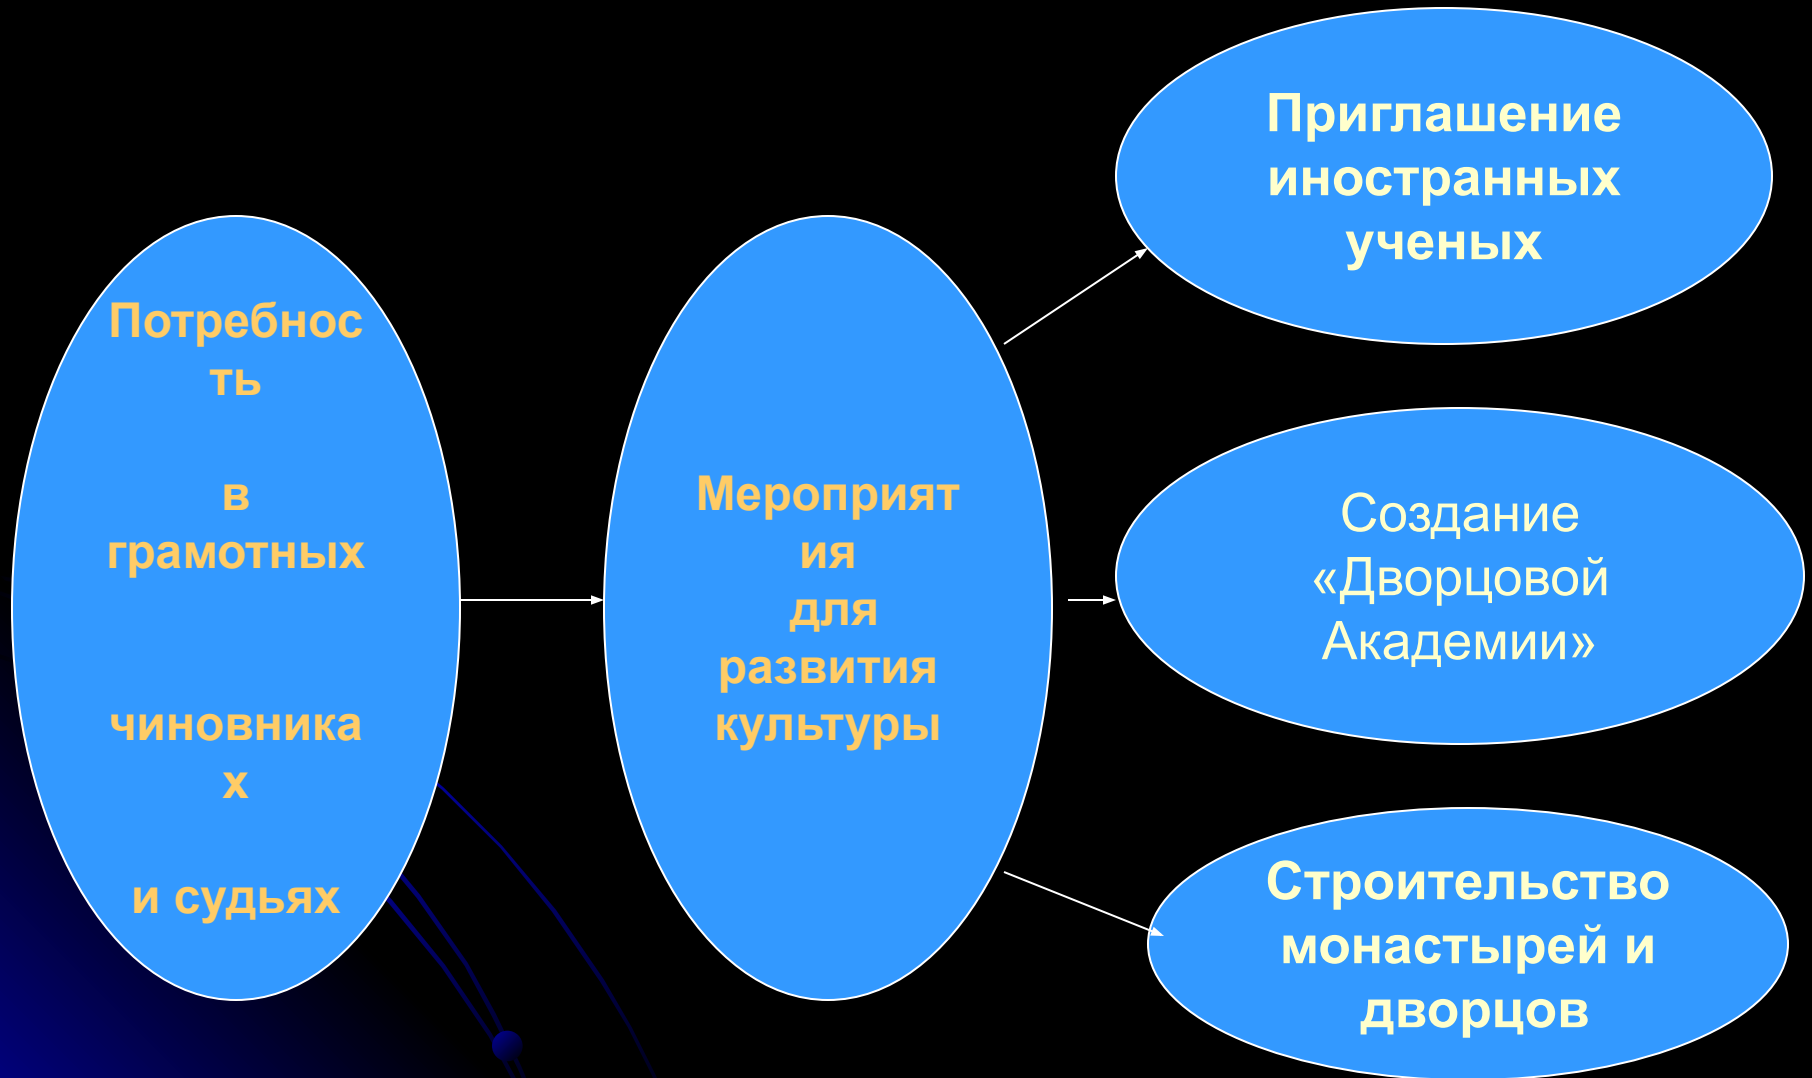 Потребнос
ть
в
грамотных
чиновника
х
и судьях
Мероприят
ия
для
развития
культуры
Приглашение
иностранных
ученых
Создание
«Дворцовой
Академии»
Строительство
монастырей и
дворцов